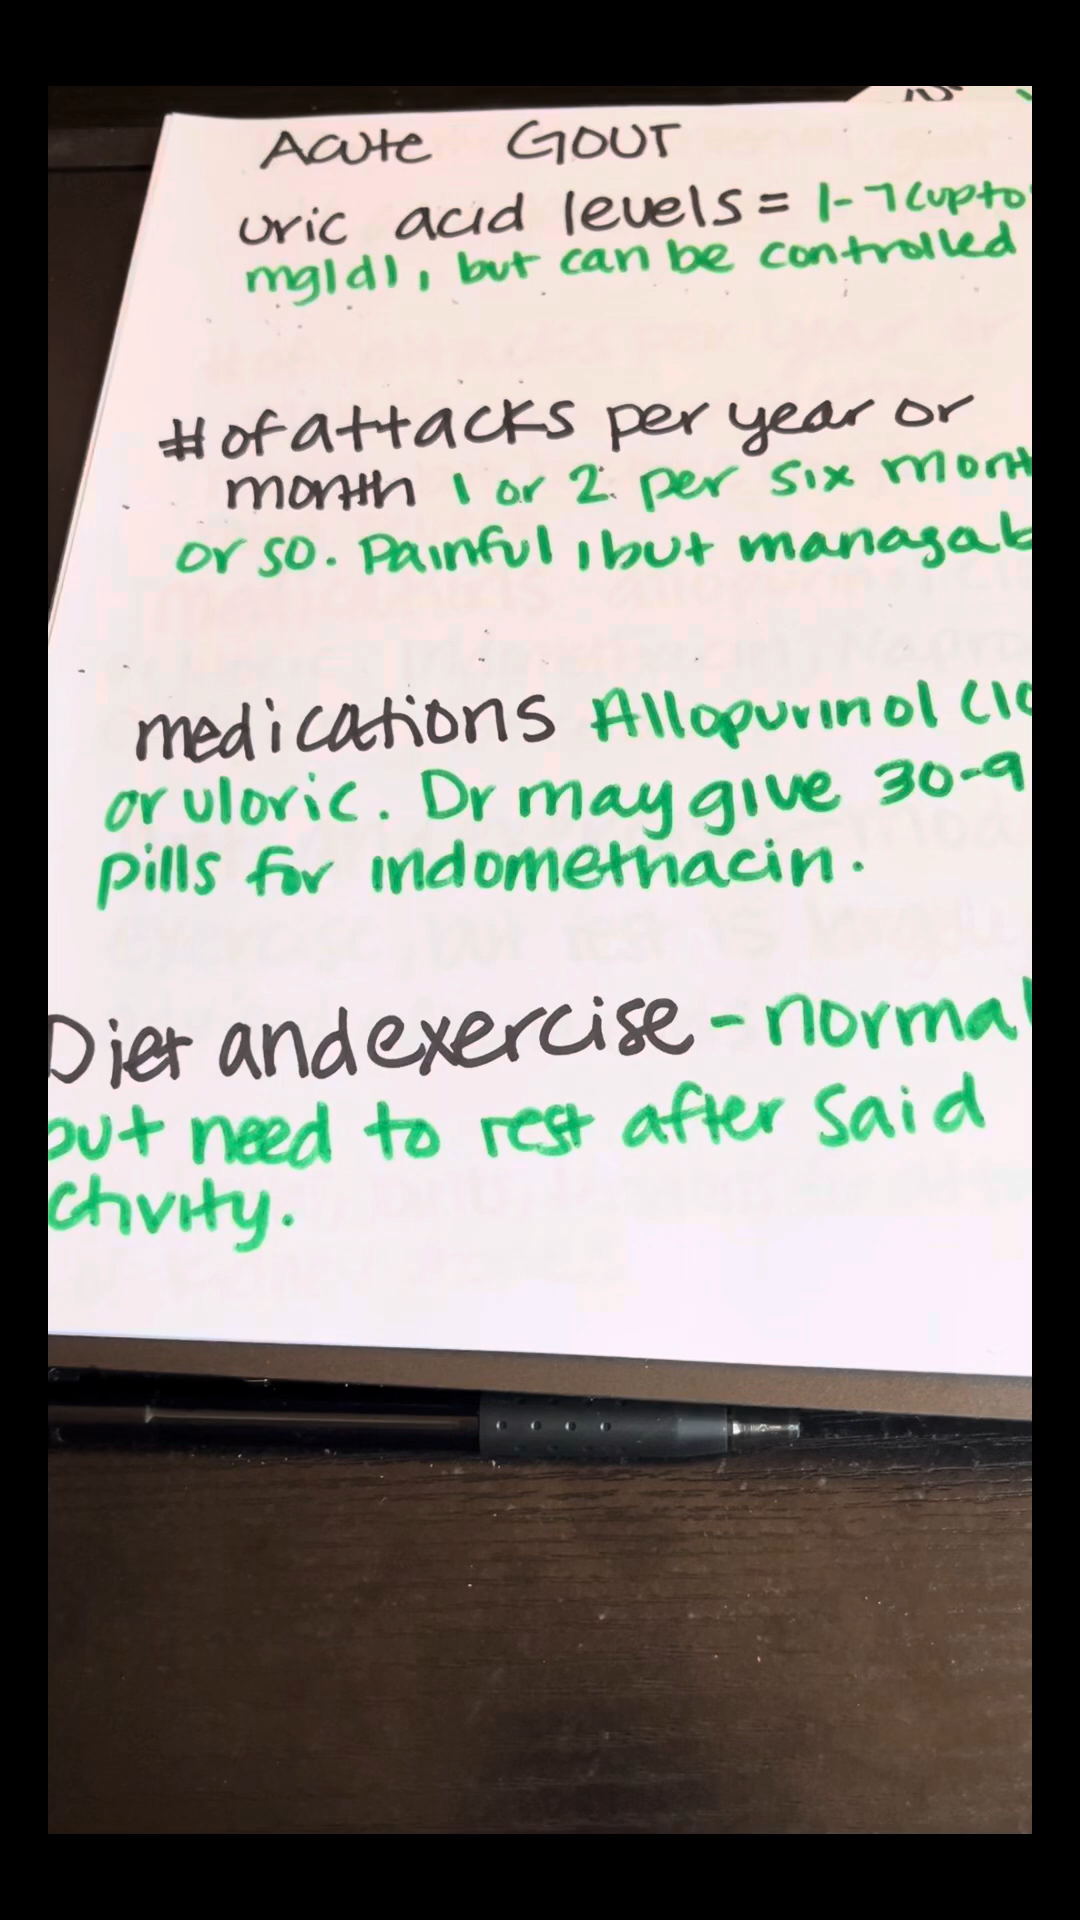 Acute GOUT
uric acid levels = 1-7 (upto
mg/dl, but can be controlled
# of attacks per year or
month 1 or 2 per six mont
or so. Painful, but managab
medications Allopurinol (10
or uloric. Dr may give 30-9
pills for indomethacin.
Diet and exercise - normal
but need to rest after said
ctivity.